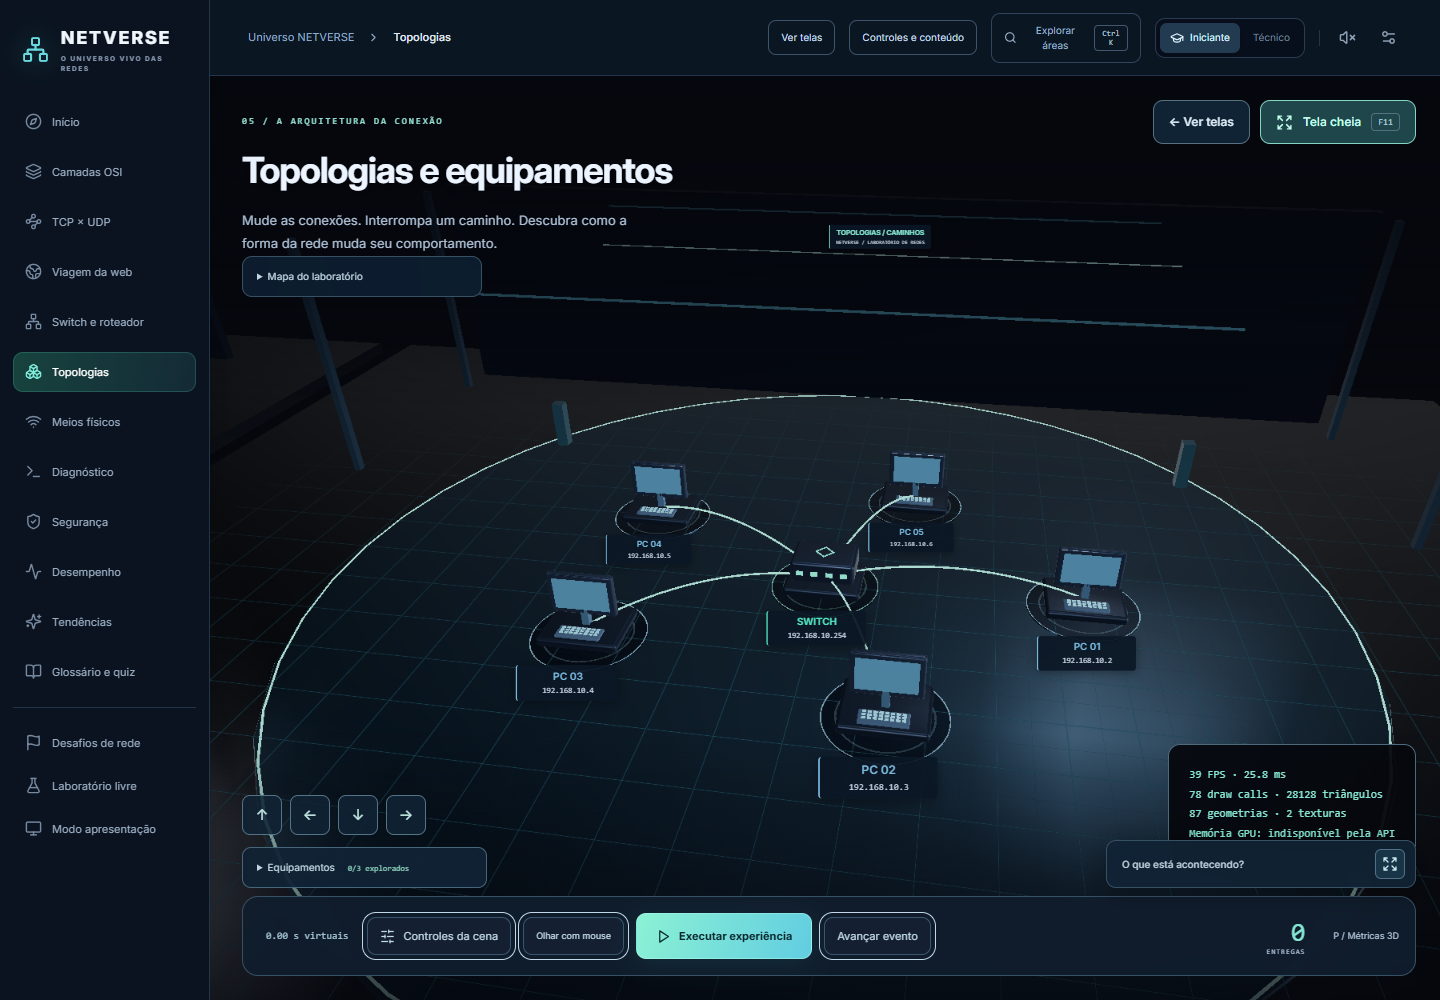 NETVERSE
O UNIVERSO VIVO DAS
REDES
Início
Camadas OSI
TCP × UDP
Viagem da web
Switch e roteador
Topologias
Meios físicos
Diagnóstico
Segurança
Desempenho
Tendências
Glossário e quiz
Desafios de rede
Laboratório livre
Modo apresentação
Universo NETVERSE > Topologias
Ver telas
Controles e conteúdo
Explorar
áreas
Ctrl
K
Iniciante
Técnico
05 / A ARQUITETURA DA CONEXÃO
← Ver telas
Tela cheia F11
Topologias e equipamentos
Mude as conexões. Interrompa um caminho. Descubra como a
forma da rede muda seu comportamento.
Mapa do laboratório
TOPOLOGIAS / CAMINHOS
NETVERSE / LABORATÓRIO DE REDES
PC 04
192.168.10.5
PC 05
192.168.10.6
SWITCH
192.168.10.254
PC 01
192.168.10.2
PC 03
192.168.10.4
PC 02
192.168.10.3
39 FPS · 25.8 ms
78 draw calls · 28128 triângulos
87 geometrias · 2 texturas
Memória GPU: indisponível pela API
Equipamentos 0/3 explorados
O que está acontecendo?
0.00 s virtuais
Controles da cena
Olhar com mouse
Executar experiência
Avançar evento
0
ENTREGAS
P / Métricas 3D